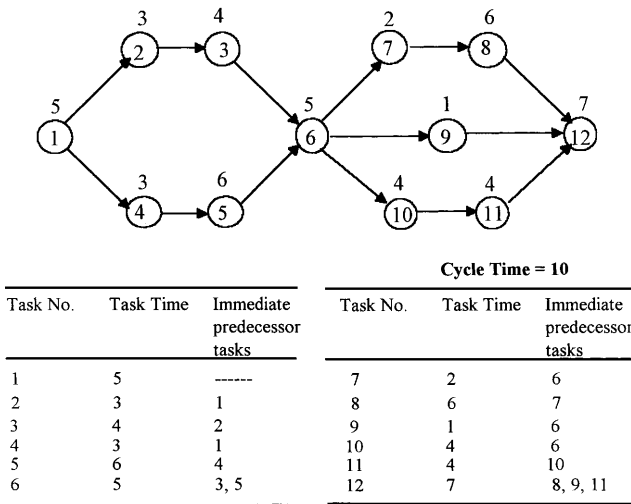 3 4 2 6
2 3 7 8
5 5 1 7
1 6 9 12
3 6 4 4
4 5 10 11
Cycle Time = 10
Task No. Task Time Immediate predecessor tasks Task No. Task Time Immediate predecessor tasks
1 5 ------ 7 2 6
2 3 1 8 6 7
3 4 2 9 1 6
4 3 1 10 4 6
5 6 4 11 4 10
6 5 3, 5 12 7 8, 9, 11